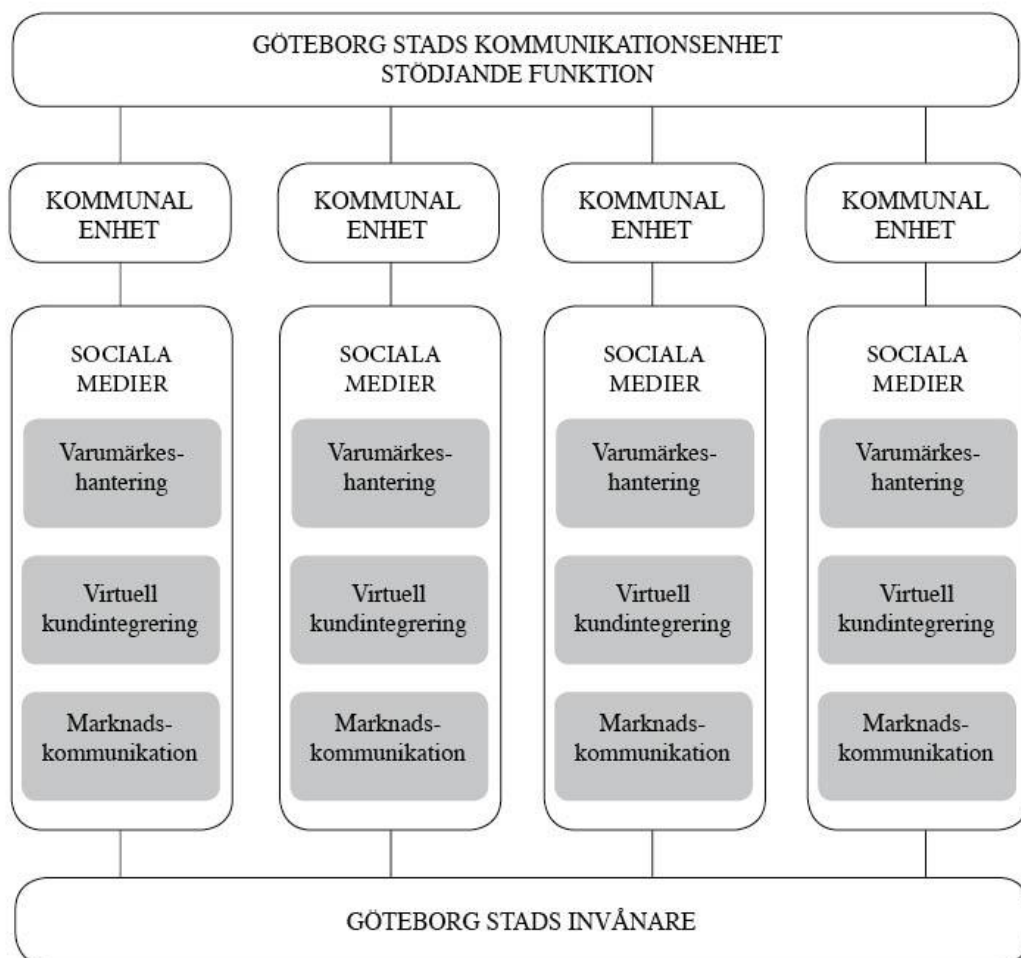 GÖTEBORG STADS KOMMUNIKATIONSENHET
STÖDJANDE FUNKTION
KOMMUNAL
ENHET
KOMMUNAL
ENHET
KOMMUNAL
ENHET
KOMMUNAL
ENHET
SOCIALA
MEDIER
Varumärkes-
hantering
Virtuell
kundintegrering
Marknads-
kommunikation
SOCIALA
MEDIER
Varumärkes-
hantering
Virtuell
kundintegrering
Marknads-
kommunikation
SOCIALA
MEDIER
Varumärkes-
hantering
Virtuell
kundintegrering
Marknads-
kommunikation
SOCIALA
MEDIER
Varumärkes-
hantering
Virtuell
kundintegrering
Marknads-
kommunikation
GÖTEBORG STADS INVÅNARE